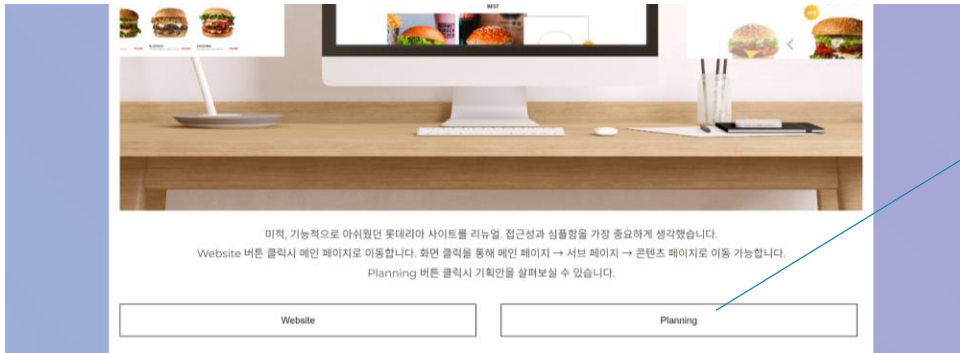 BEST
미적, 기능적으로 아쉬웠던 롯데리아 사이트를 리뉴얼. 접근성과 심플함을 가장 중요하게 생각했습니다.
Website 버튼 클릭시 메인 페이지로 이동합니다. 화면 클릭을 통해 메인 페이지 → 서브 페이지 → 콘텐츠 페이지로 이동 가능합니다.
Planning 버튼 클릭시 기획안을 살펴보실 수 있습니다.
Website
Planning